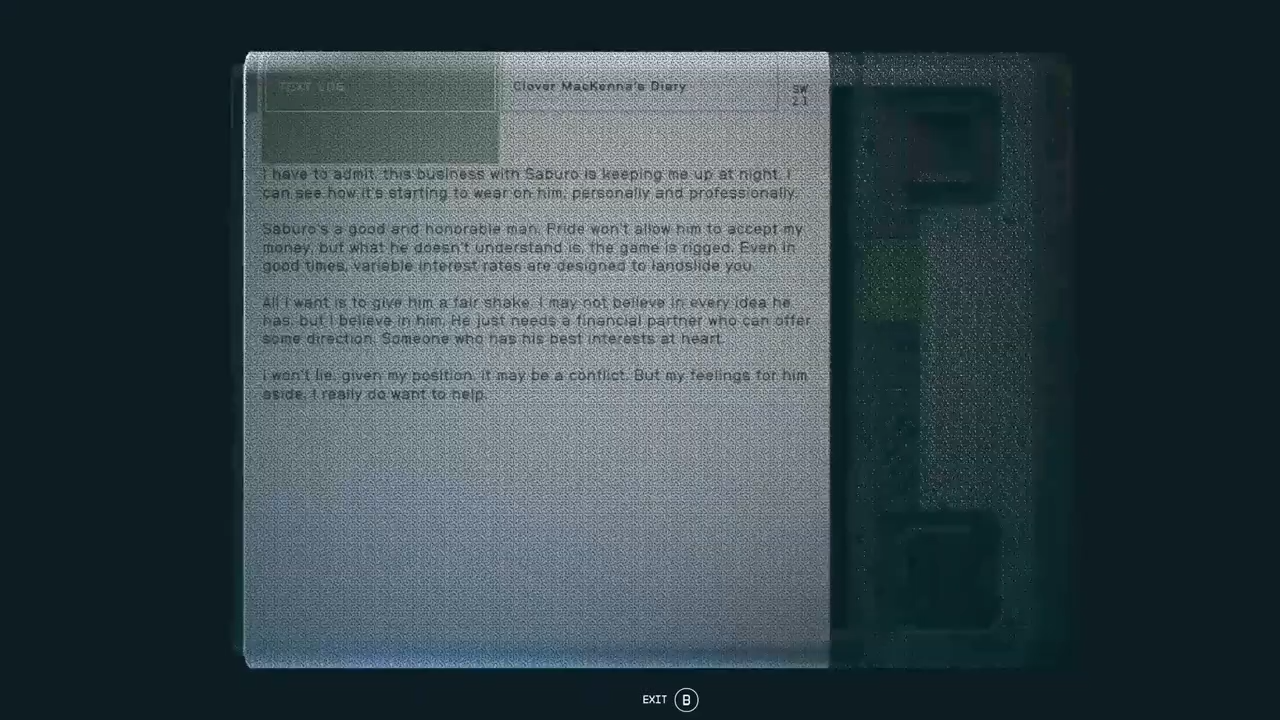 TEXT LOG
Clover MacKenna's Diary
SW
2.1
I have to admit, this business with Saburo is keeping me up at night. I
can see how it's starting to wear on him, personally and professionally.
Saburo's a good and honorable man. Pride won't allow him to accept my
money, but what he doesn't understand is, the game is rigged. Even in
good times, variable interest rates are designed to landslide you.
All I want is to give him a fair shake. I may not believe in every idea he
has, but I believe in him. He just needs a financial partner who can offer
some direction. Someone who has his best interests at heart.
I won't lie, given my position, it may be a conflict. But my feelings for him
aside, I really do want to help.
EXIT B